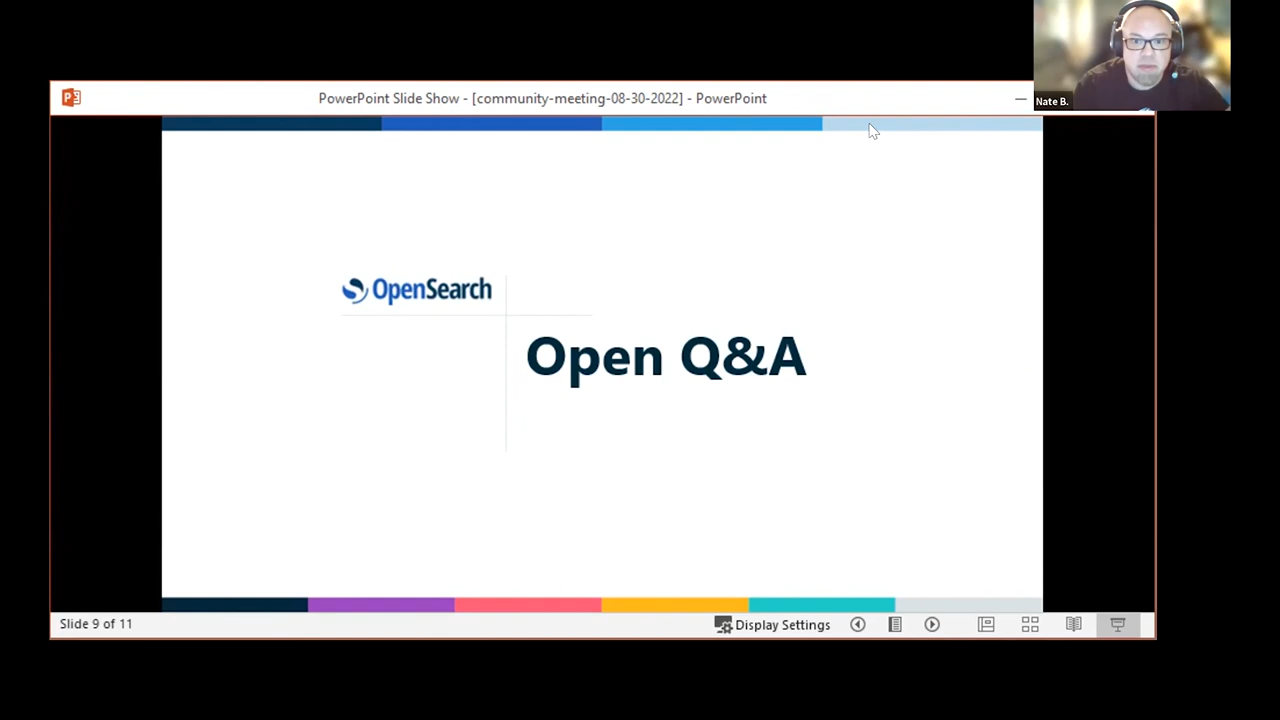 PowerPoint Slide Show - [community-meeting-08-30-2022] - PowerPoint
Nate B.
OpenSearch
Open Q&A
Slide 9 of 11
Display Settings